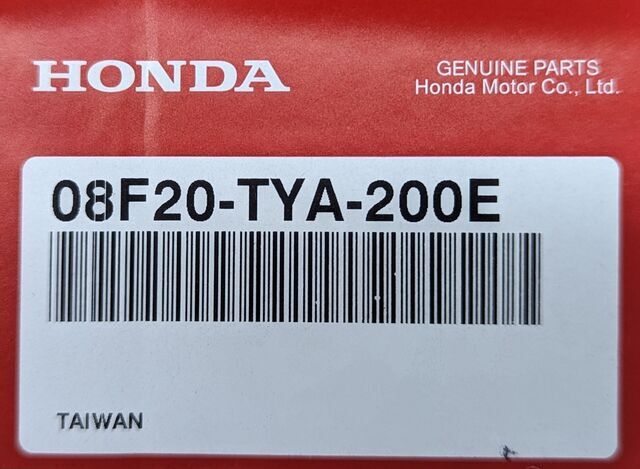 HONDA
GENUINE PARTS
Honda Motor Co., Ltd.
08F20-TYA-200E
TAIWAN